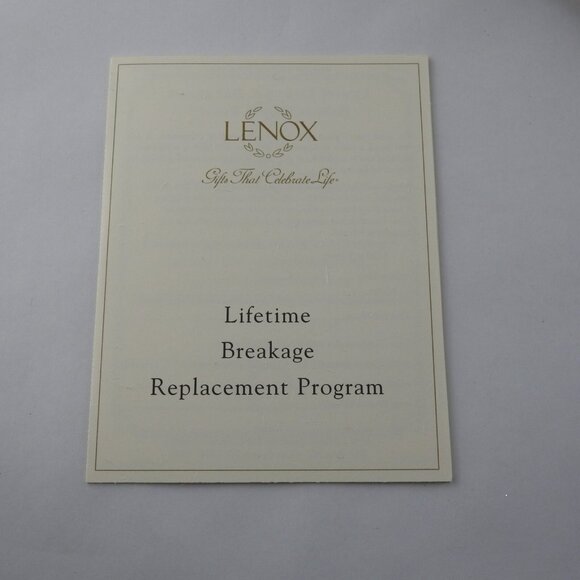 LENOX
Gifts That Celebrate Life®
Lifetime
Breakage
Replacement Program